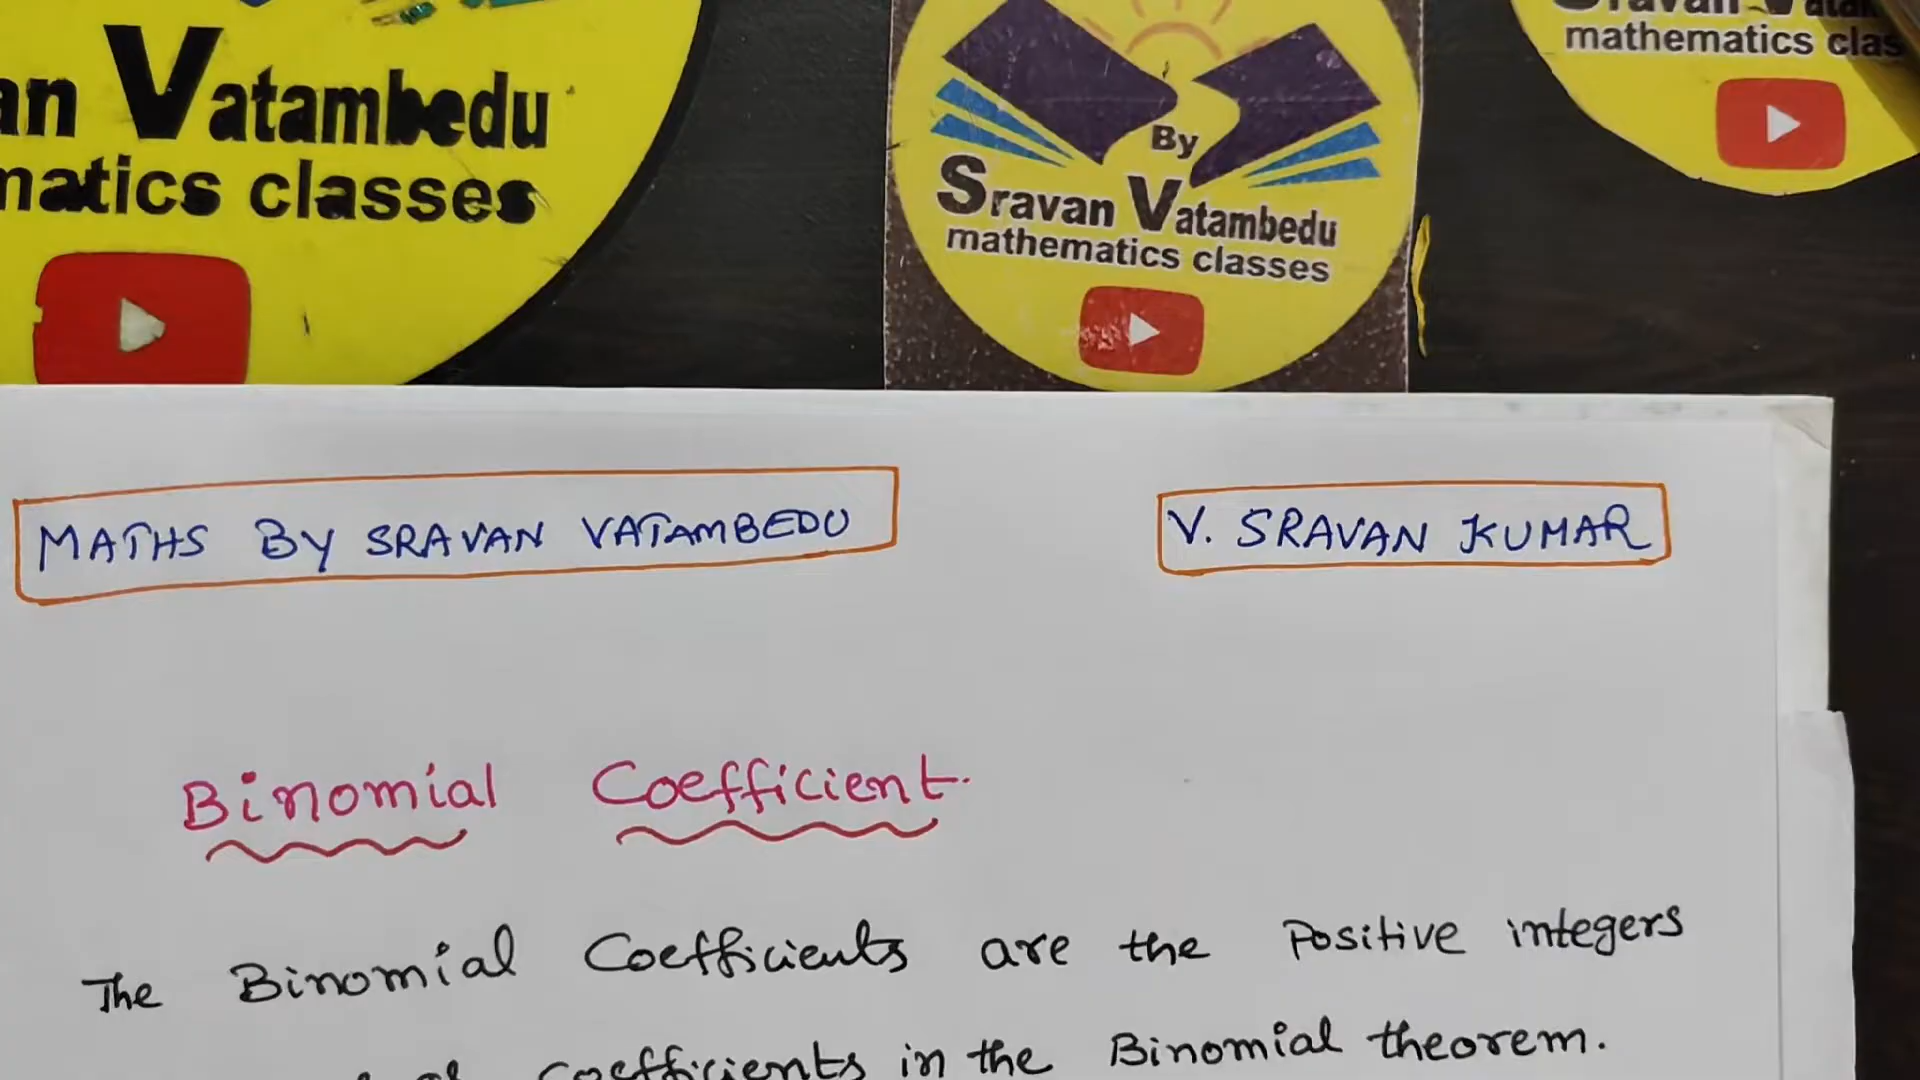 an Vatambedu
matics classes
By
Sravan Vatambedu
mathematics classes
mathematics clas
MATHS BY SRAVAN VATAMBEDU
V. SRAVAN KUMAR
Binomial Coefficient.
The Binomial Coefficients are the Positive integers
coefficients in the Binomial theorem.